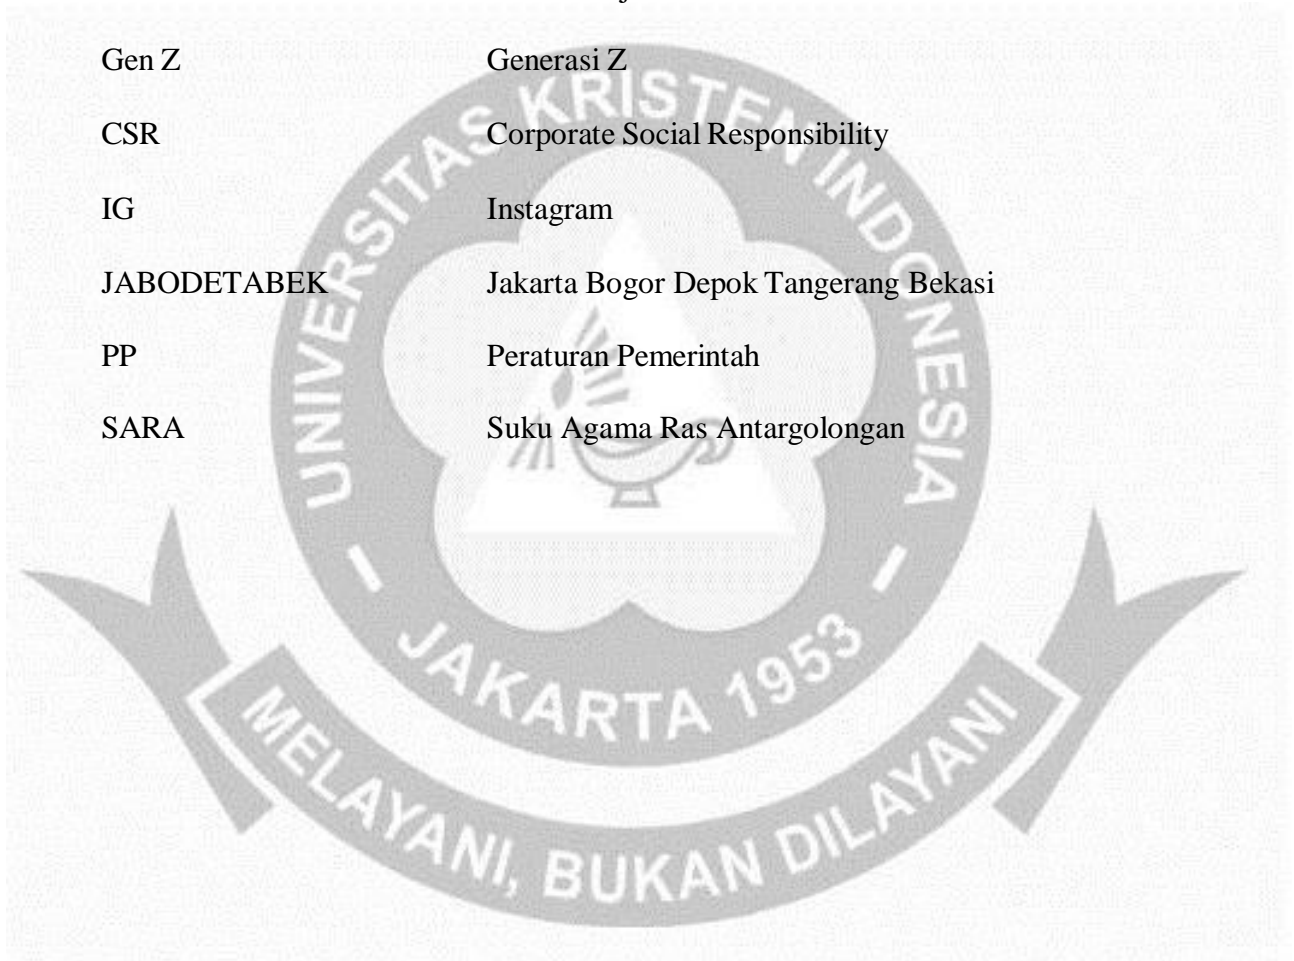 Gen Z Generasi Z
CSR Corporate Social Responsibility
IG Instagram
JABODETABEK Jakarta Bogor Depok Tangerang Bekasi
PP Peraturan Pemerintah
SARA Suku Agama Ras Antargolongan
UNIVERSITAS KRISTEN INDONESIA
JAKARTA 1953
MELAYANI, BUKAN DILAYANI